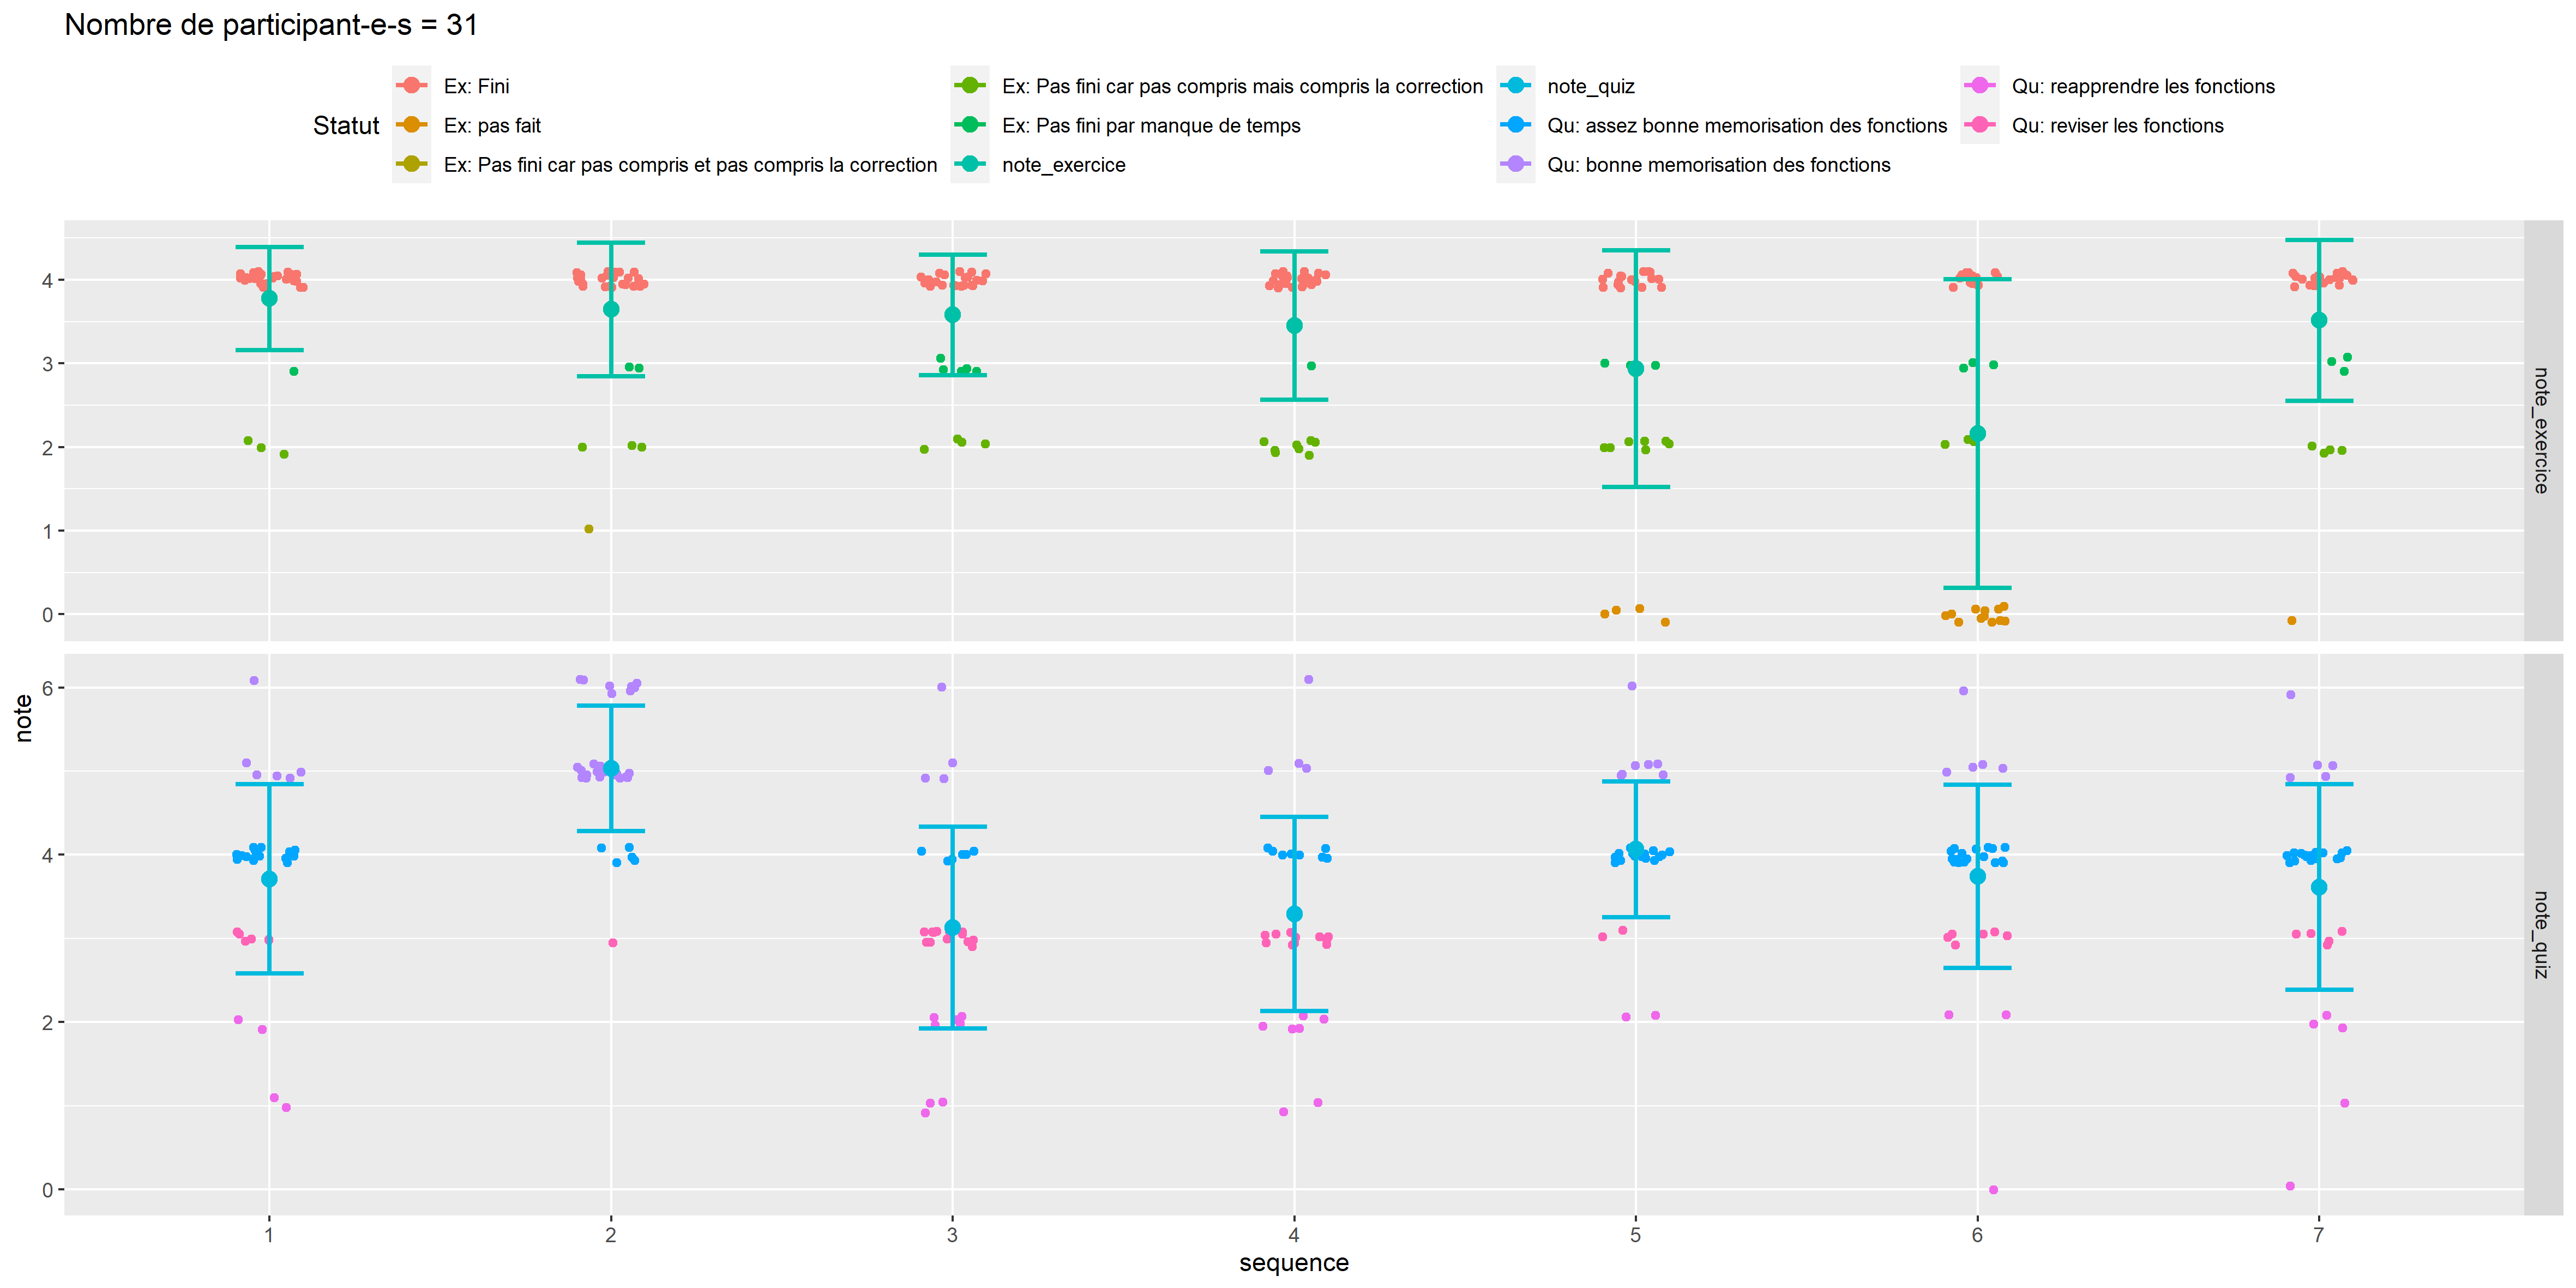 Nombre de participant-e-s = 31
Statut
Ex: Fini
Ex: pas fait
Ex: Pas fini car pas compris et pas compris la correction
Ex: Pas fini car pas compris mais compris la correction
Ex: Pas fini par manque de temps
note_exercice
note_quiz
Qu: assez bonne memorisation des fonctions
Qu: bonne memorisation des fonctions
Qu: reapprendre les fonctions
Qu: reviser les fonctions
4
3
2
1
0
note_exercice
note
6
4
2
0
note_quiz
1 2 3 4 5 6 7
sequence